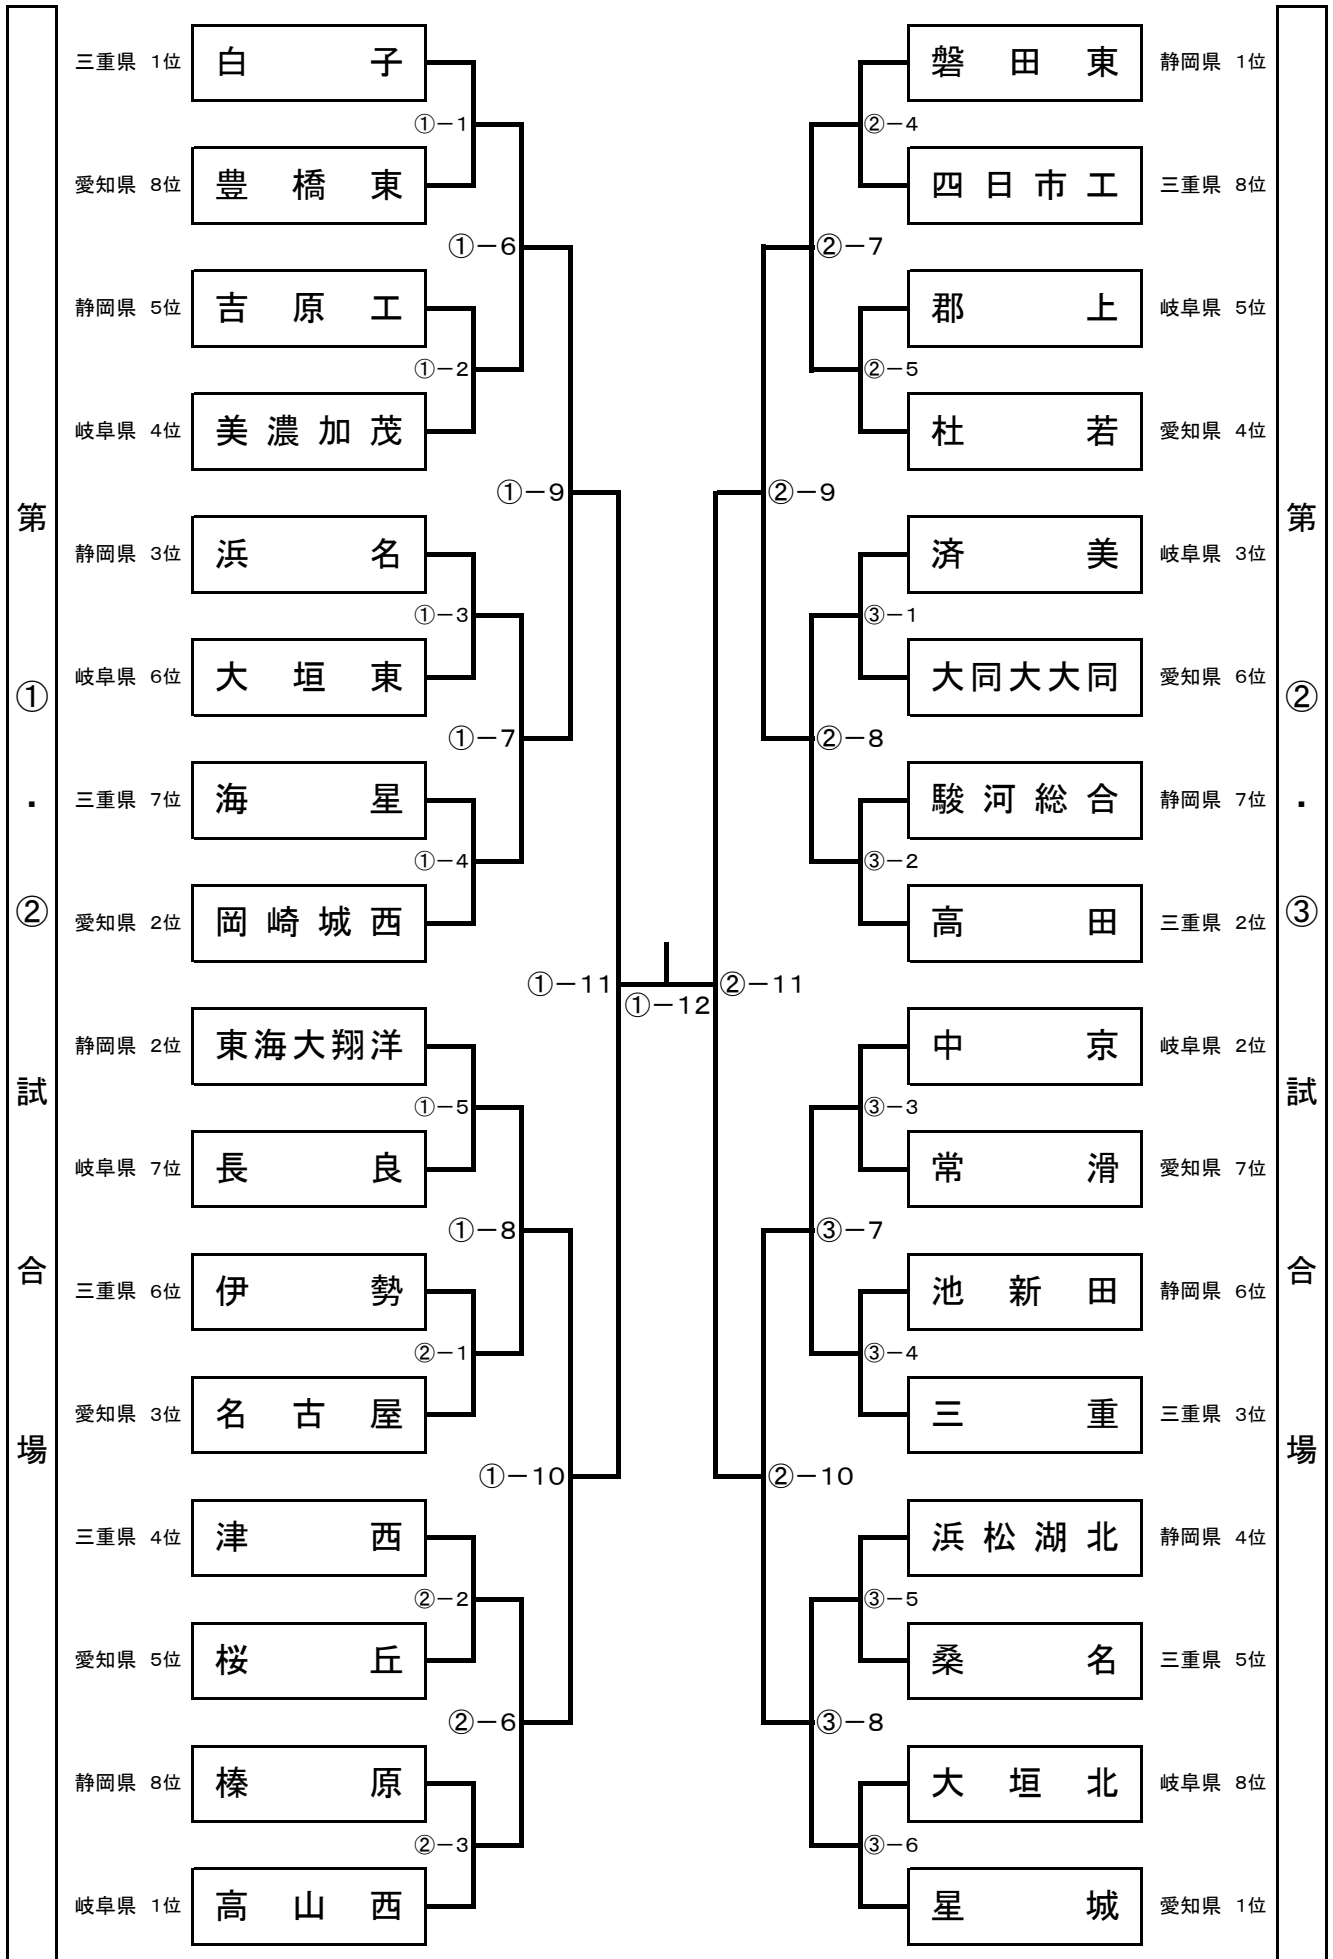 第①・②試合場
三重県 1位 白子
①－1
愛知県 8位 豊橋東
①－6
静岡県 5位 吉原工
①－2
岐阜県 4位 美濃加茂
①－9
静岡県 3位 浜名
①－3
岐阜県 6位 大垣東
①－7
三重県 7位 海星
①－4
愛知県 2位 岡崎城西
①－11
静岡県 2位 東海大翔洋
①－5
岐阜県 7位 長良
①－8
三重県 6位 伊勢
②－1
愛知県 3位 名古屋
①－10
三重県 4位 津西
②－2
愛知県 5位 桜丘
②－6
静岡県 8位 榛原
②－3
岐阜県 1位 高山西
①－12
磐田東 静岡県 1位
②－4
四日市工 三重県 8位
②－7
郡上 岐阜県 5位
②－5
杜若 愛知県 4位
②－9
済美 岐阜県 3位
③－1
大同大大同 愛知県 6位
②－8
駿河総合 静岡県 7位
③－2
高田 三重県 2位
②－11
中京 岐阜県 2位
③－3
常滑 愛知県 7位
③－7
池新田 静岡県 6位
③－4
三重 三重県 3位
②－10
浜松湖北 静岡県 4位
③－5
桑名 三重県 5位
③－8
大垣北 岐阜県 8位
③－6
星城 愛知県 1位
第②・③試合場